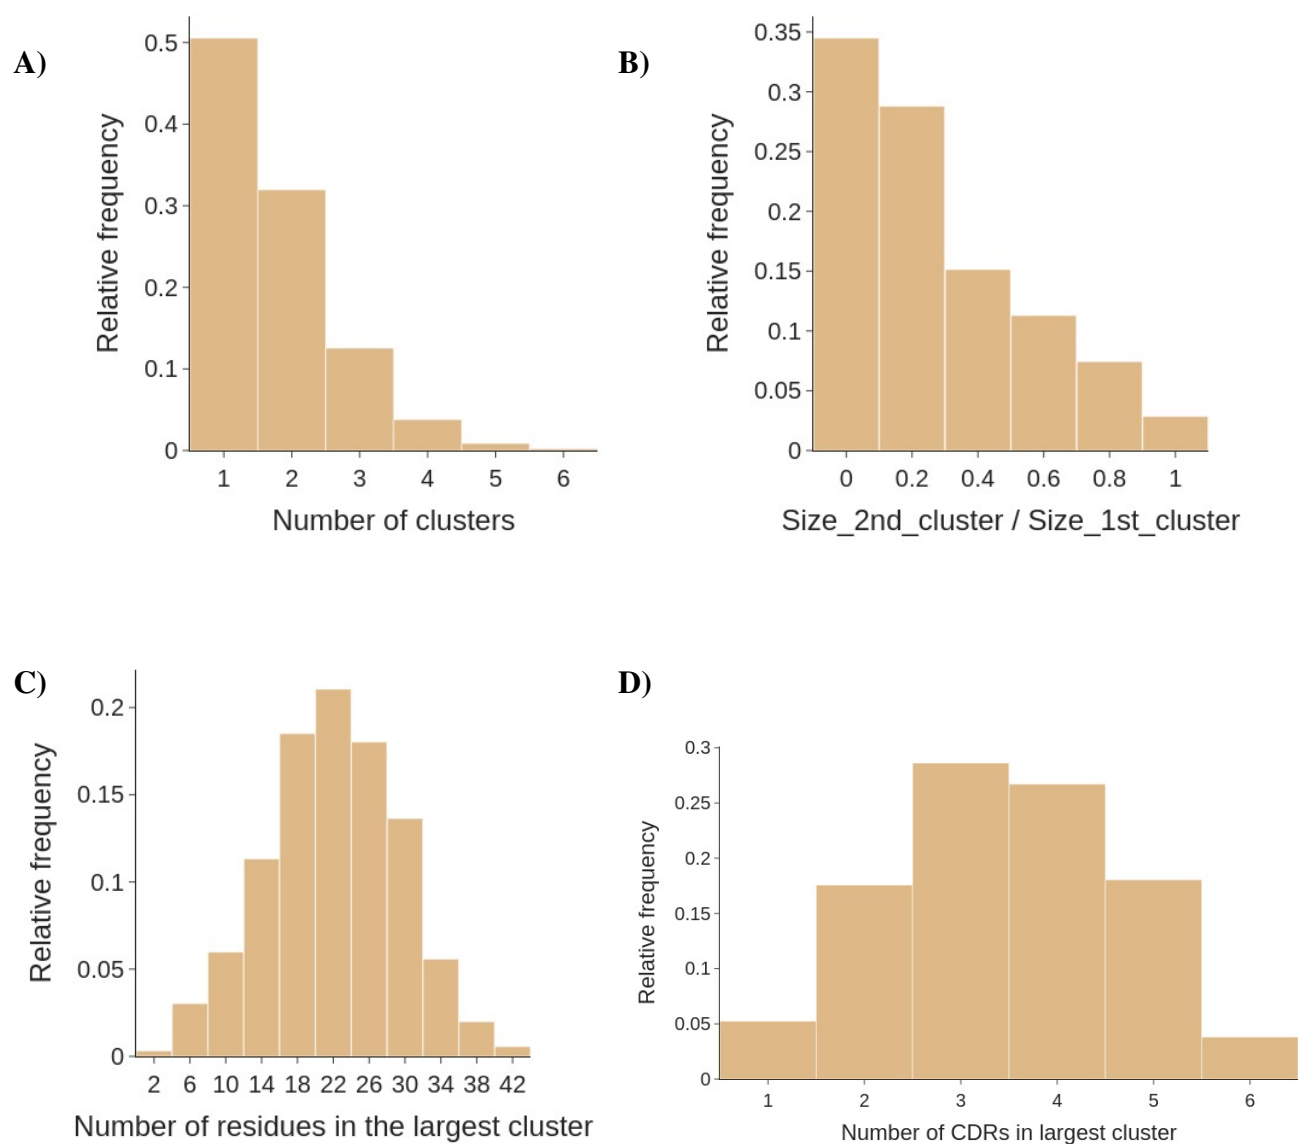 A)
Relative frequency
0.5
0.4
0.3
0.2
0.1
0
1 2 3 4 5 6
Number of clusters
B)
Relative frequency
0.35
0.3
0.25
0.2
0.15
0.1
0.05
0
0 0.2 0.4 0.6 0.8 1
Size_2nd_cluster / Size_1st_cluster
C)
Relative frequency
0.2
0.15
0.1
0.05
0
2 6 10 14 18 22 26 30 34 38 42
Number of residues in the largest cluster
D)
Relative frequency
0.3
0.25
0.2
0.15
0.1
0.05
0
1 2 3 4 5 6
Number of CDRs in largest cluster